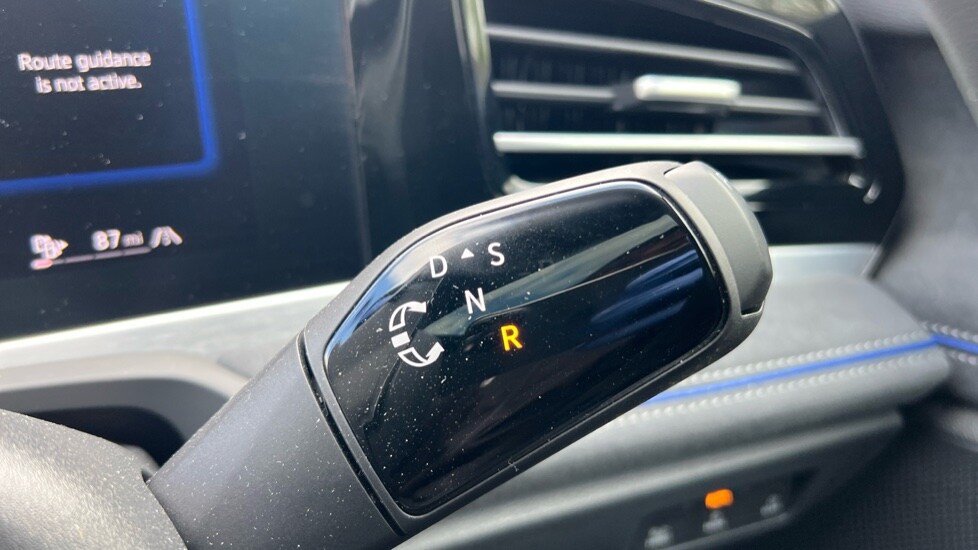 Route guidance
is not active.
87 mi
D S
N
R